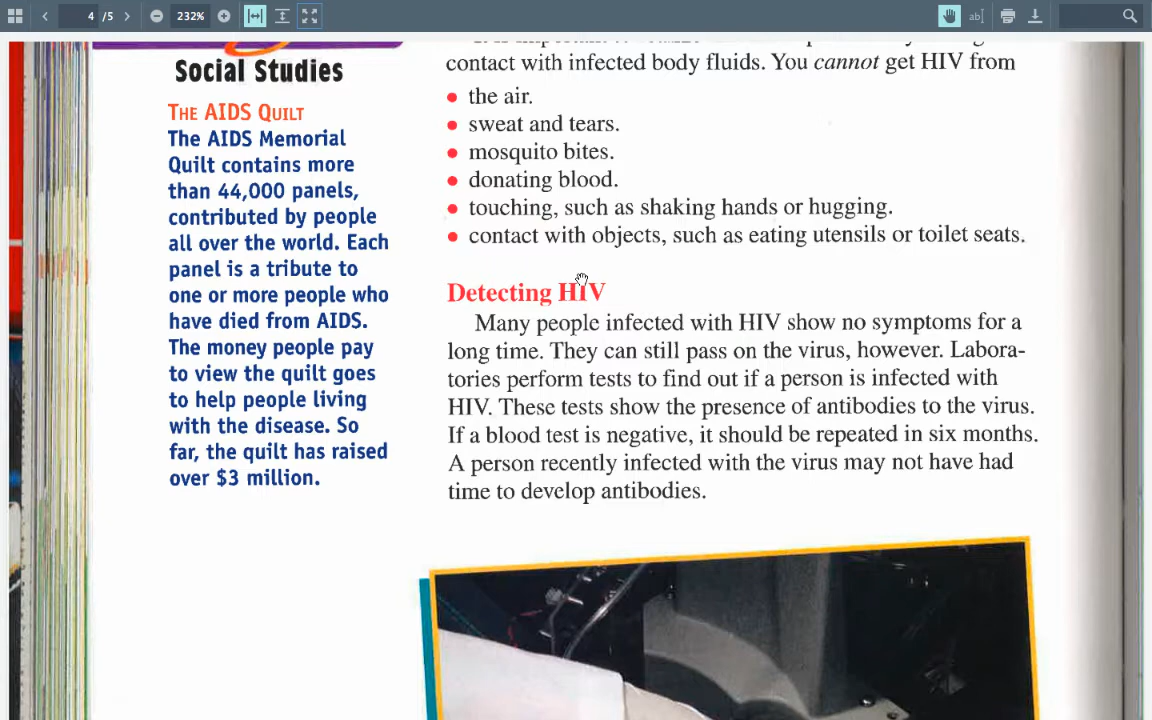 4 /5
232%
ab
Social Studies
THE AIDS QUILT
The AIDS Memorial
Quilt contains more
than 44,000 panels,
contributed by people
all over the world. Each
panel is a tribute to
one or more people who
have died from AIDS.
The money people pay
to view the quilt goes
to help people living
with the disease. So
far, the quilt has raised
over $3 million.
contact with infected body fluids. You cannot get HIV from
• the air.
• sweat and tears.
• mosquito bites.
• donating blood.
• touching, such as shaking hands or hugging.
• contact with objects, such as eating utensils or toilet seats.
Detecting HIV
Many people infected with HIV show no symptoms for a
long time. They can still pass on the virus, however. Labora-
tories perform tests to find out if a person is infected with
HIV. These tests show the presence of antibodies to the virus.
If a blood test is negative, it should be repeated in six months.
A person recently infected with the virus may not have had
time to develop antibodies.